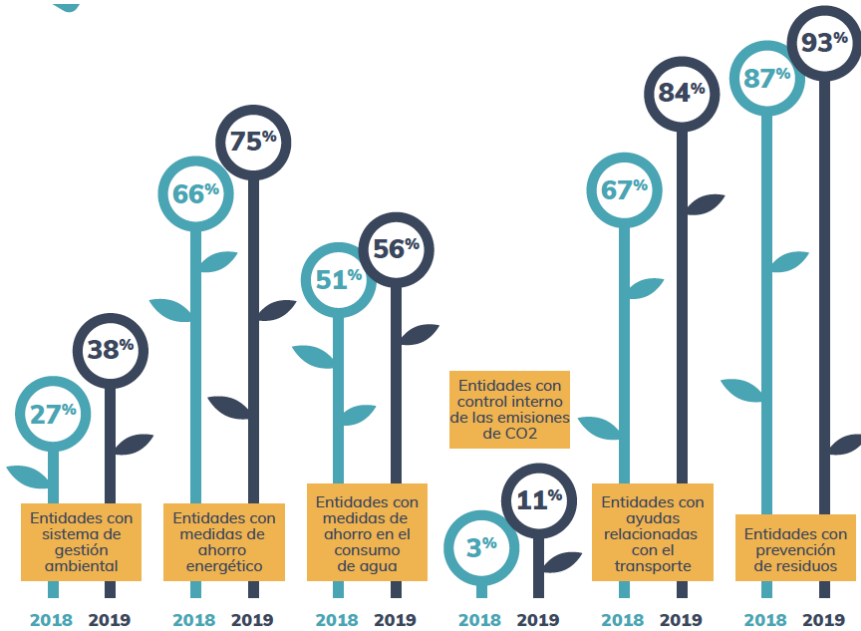 27%
38%
Entidades con
sistema de
gestión
ambiental
2018 2019
66%
75%
Entidades con
medidas de
ahorro
energético
2018 2019
51%
56%
Entidades con
medidas de
ahorro en el
consumo
de agua
2018 2019
Entidades con
control interno
de las emisiones
de CO2
3%
11%
2018 2019
67%
84%
Entidades con
ayudas
relacionadas
con el
transporte
2018 2019
87%
93%
Entidades con
prevención
de residuos
2018 2019